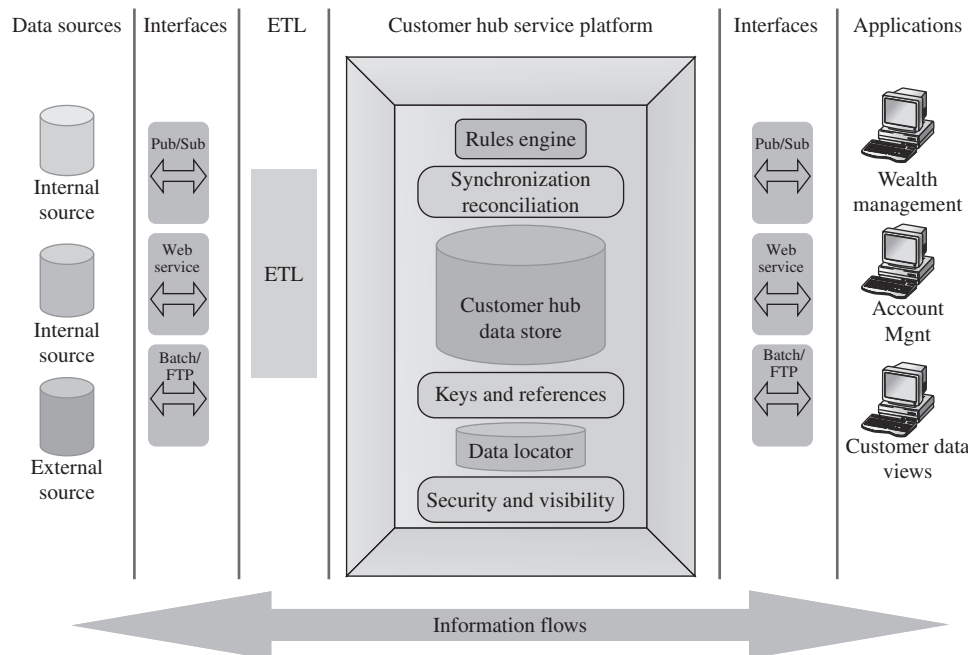 Data sources
Interfaces
ETL
Customer hub service platform
Interfaces
Applications
Internal
source
Internal
source
External
source
Pub/Sub
Web
service
Batch/
FTP
ETL
Rules engine
Synchronization
reconciliation
Customer hub
data store
Keys and references
Data locator
Security and visibility
Pub/Sub
Web
service
Batch/
FTP
Wealth
management
Account
Mgnt
Customer data
views
Information flows